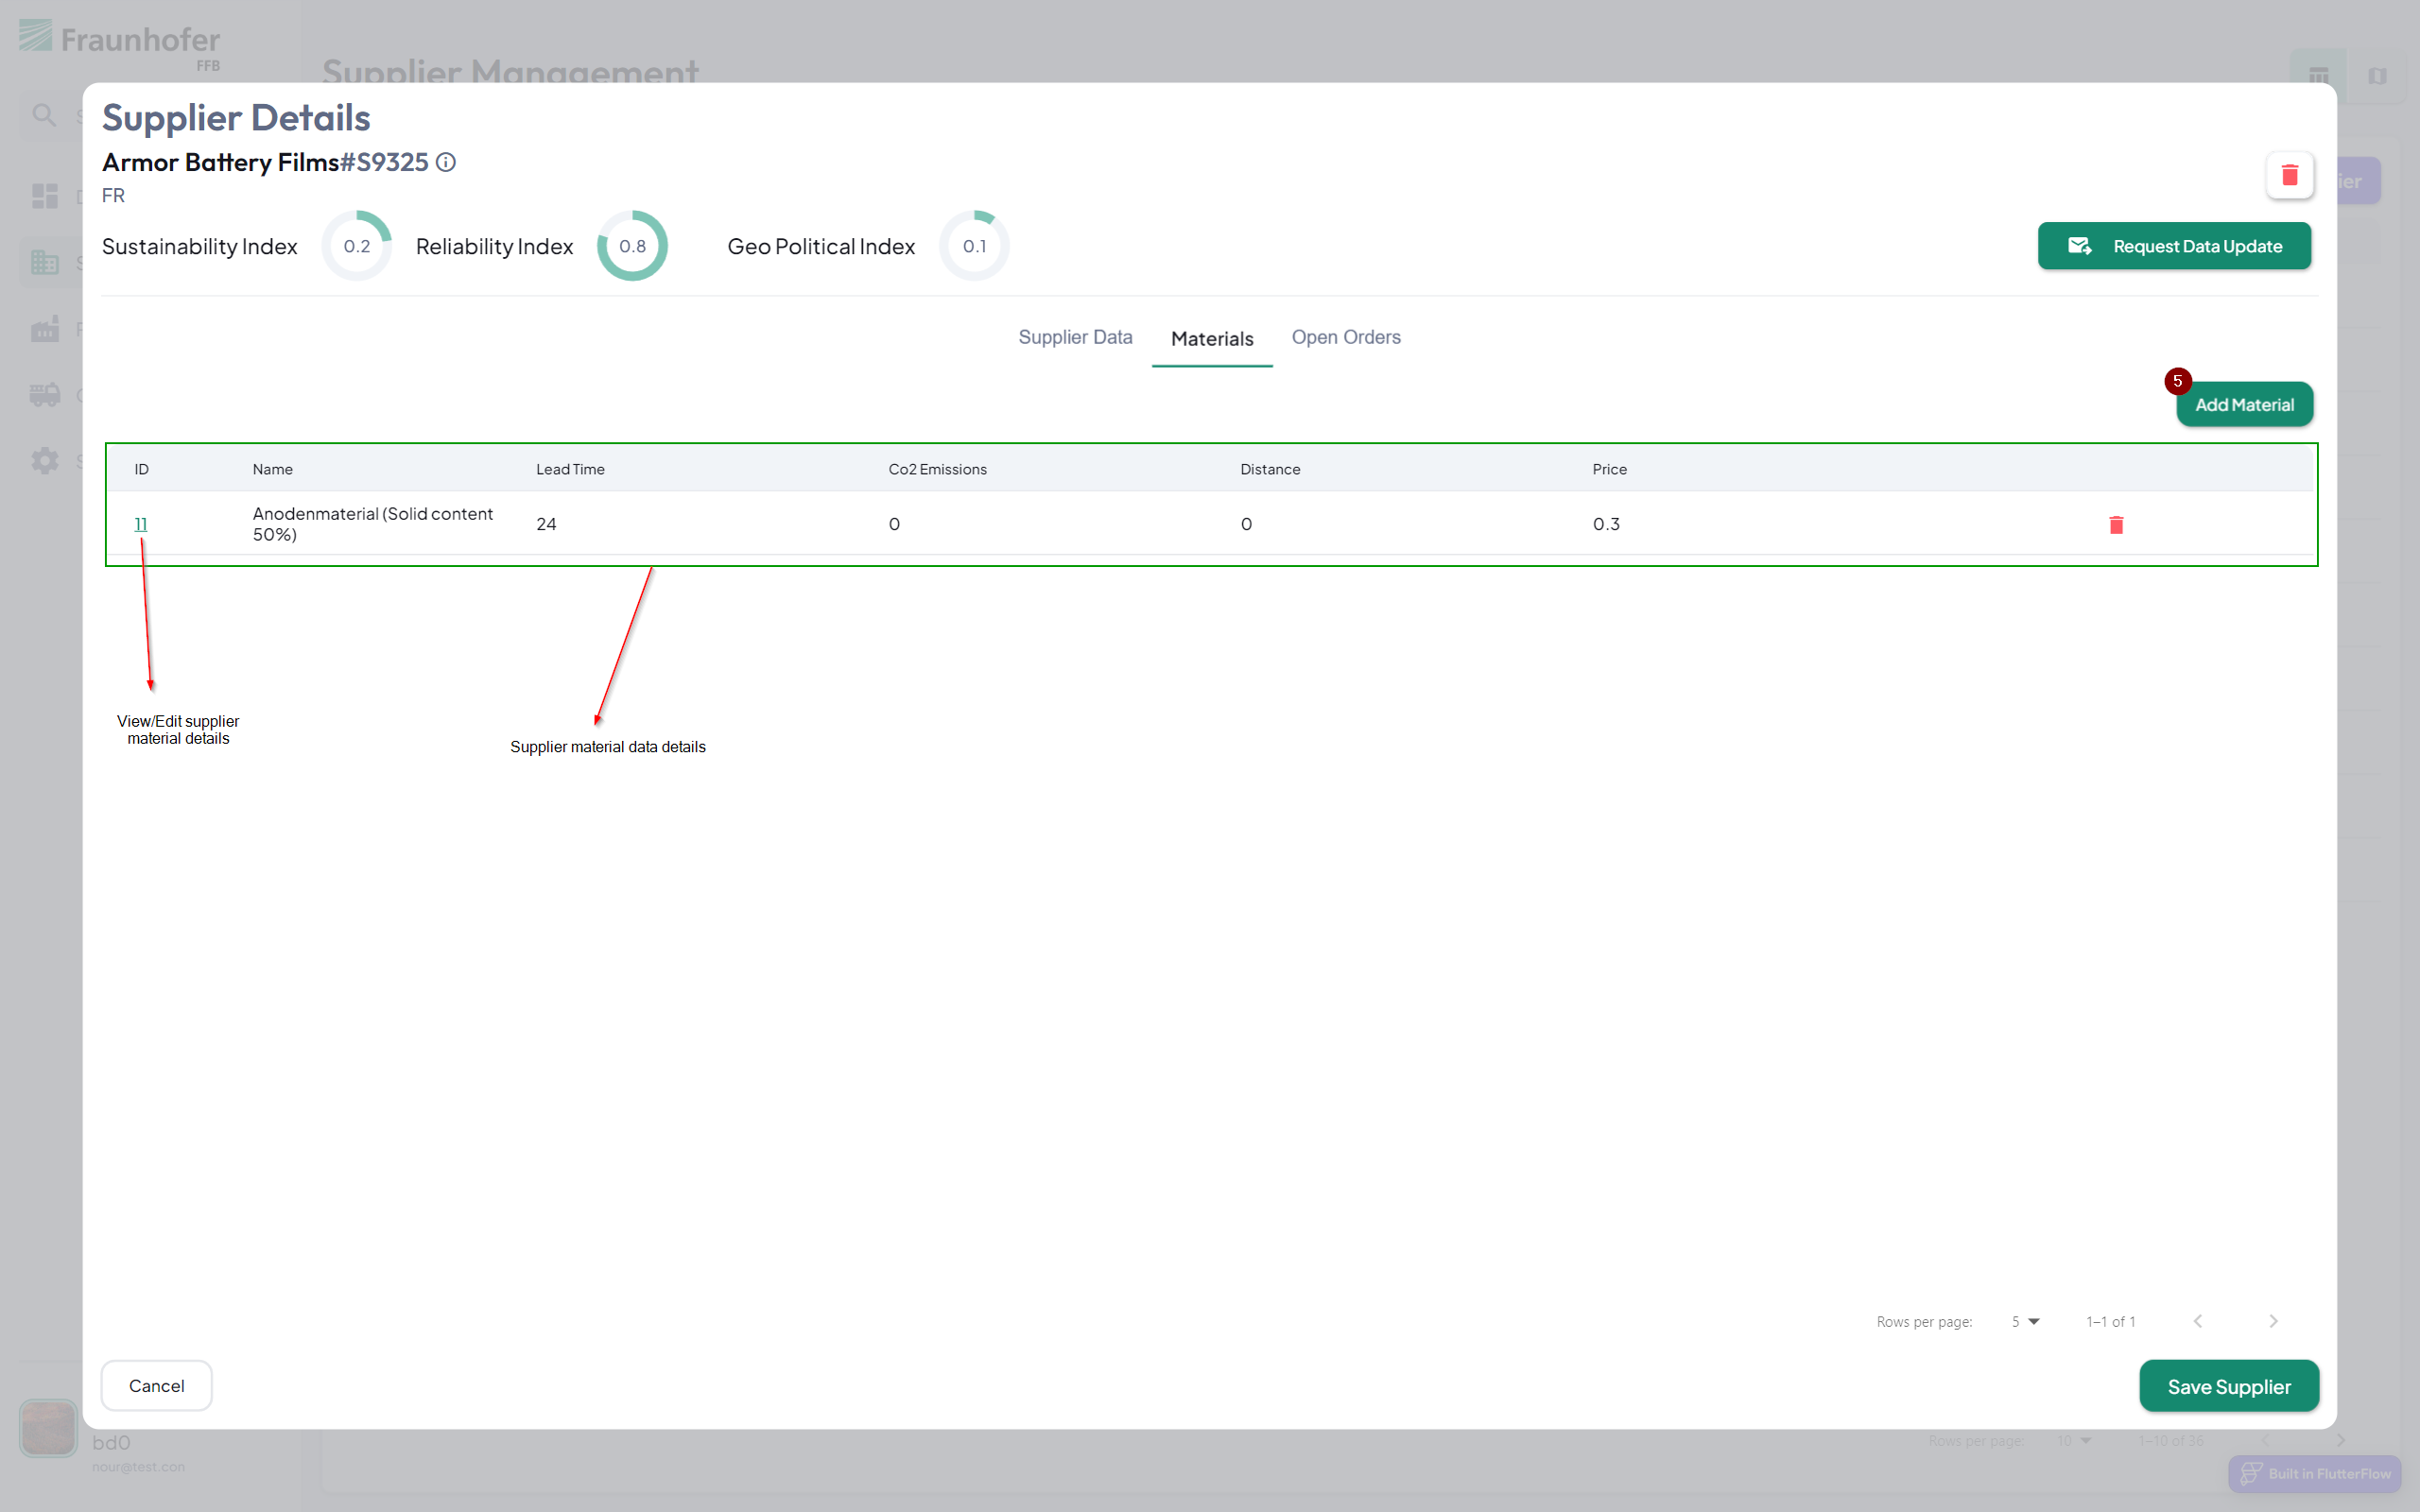 Fraunhofer
FFB
Supplier Management
Supplier Details
Armor Battery Films#S9325
FR
ier
Sustainability Index
0.2
Reliability Index
0.8
Geo Political Index
0.1
Request Data Update
Supplier Data
Materials
Open Orders
5
Add Material
ID
Name
Lead Time
Co2 Emissions
Distance
Price
11
Anodenmaterial (Solid content
50%)
24
0
0
0.3
View/Edit supplier
material details
Supplier material data details
Rows per page:
5
1–1 of 1
Cancel
Save Supplier
bd0
nour@test.con
Rows per page:
10
1–10 of 36
Built in FlutterFlow